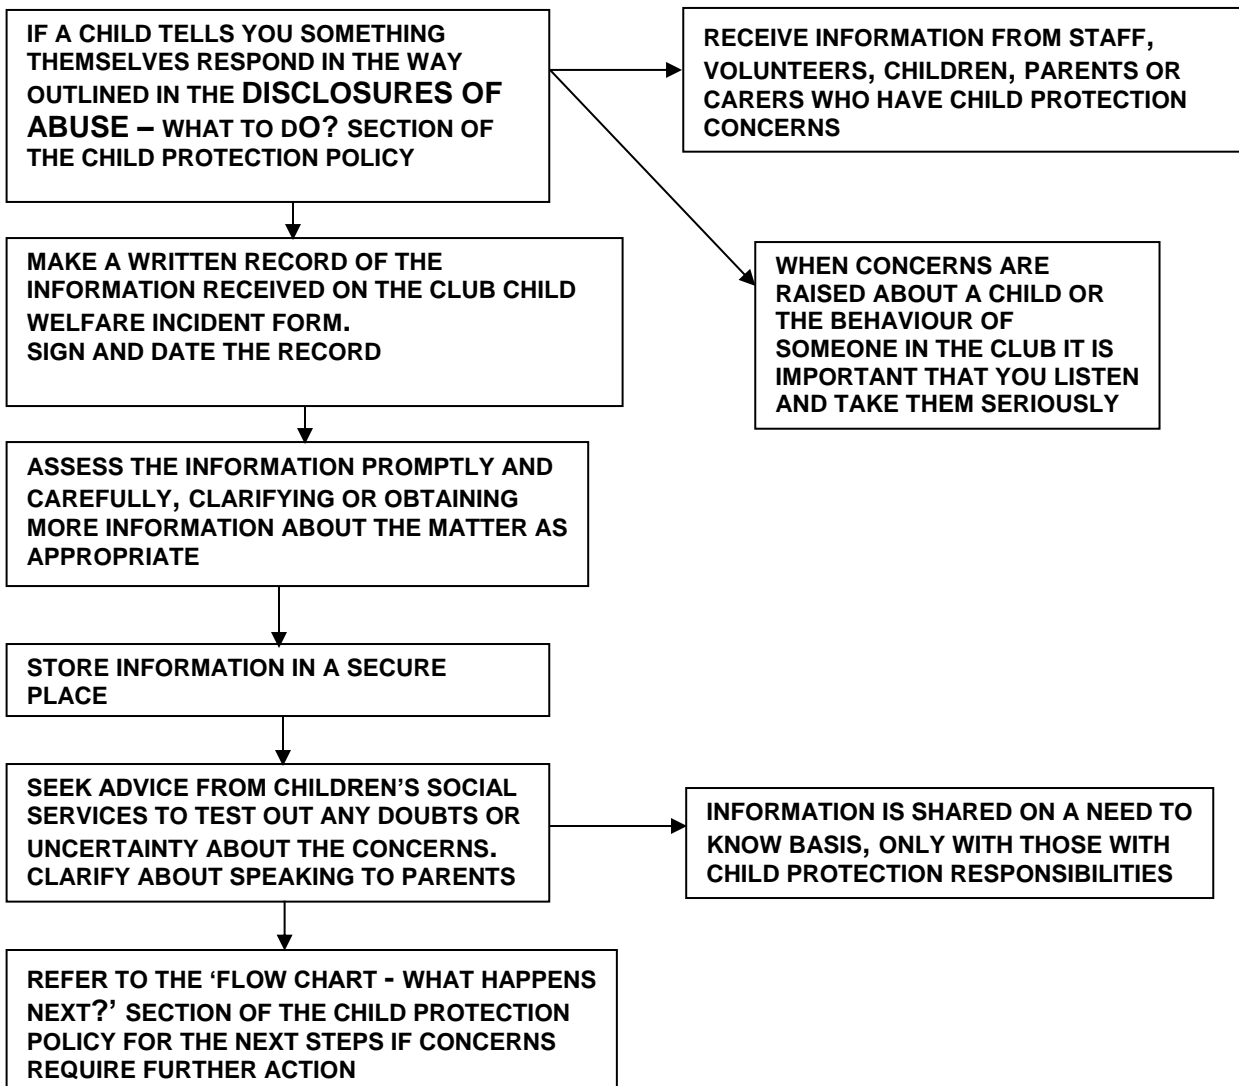 IF A CHILD TELLS YOU SOMETHING
THEMSELVES RESPOND IN THE WAY
OUTLINED IN THE DISCLOSURES OF
ABUSE – WHAT TO DO? SECTION OF
THE CHILD PROTECTION POLICY
RECEIVE INFORMATION FROM STAFF,
VOLUNTEERS, CHILDREN, PARENTS OR
CARERS WHO HAVE CHILD PROTECTION
CONCERNS
MAKE A WRITTEN RECORD OF THE
INFORMATION RECEIVED ON THE CLUB CHILD
WELFARE INCIDENT FORM.
SIGN AND DATE THE RECORD
WHEN CONCERNS ARE
RAISED ABOUT A CHILD OR
THE BEHAVIOUR OF
SOMEONE IN THE CLUB IT IS
IMPORTANT THAT YOU LISTEN
AND TAKE THEM SERIOUSLY
ASSESS THE INFORMATION PROMPTLY AND
CAREFULLY, CLARIFYING OR OBTAINING
MORE INFORMATION ABOUT THE MATTER AS
APPROPRIATE
STORE INFORMATION IN A SECURE
PLACE
SEEK ADVICE FROM CHILDREN’S SOCIAL
SERVICES TO TEST OUT ANY DOUBTS OR
UNCERTAINTY ABOUT THE CONCERNS.
CLARIFY ABOUT SPEAKING TO PARENTS
INFORMATION IS SHARED ON A NEED TO
KNOW BASIS, ONLY WITH THOSE WITH
CHILD PROTECTION RESPONSIBILITIES
REFER TO THE ‘FLOW CHART - WHAT HAPPENS
NEXT?’ SECTION OF THE CHILD PROTECTION
POLICY FOR THE NEXT STEPS IF CONCERNS
REQUIRE FURTHER ACTION